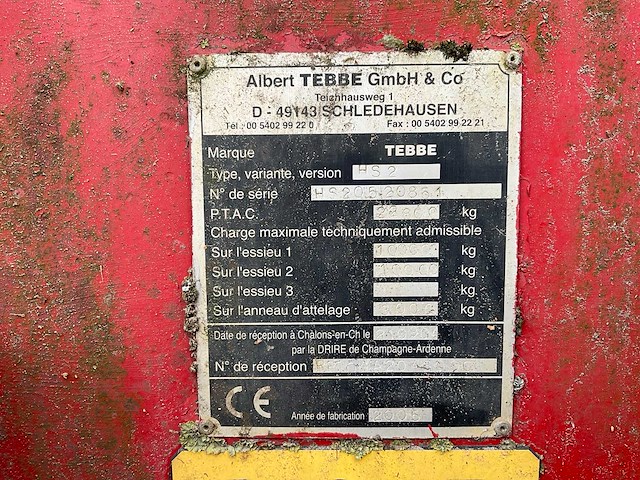 Albert TEBBE GmbH & Co
Teichhausweg 1
D - 49143 SCHLEDEHAUSEN
Tel : 00 5402 99 22 0 Fax : 00 5402 99 22 21
Marque TEBBE
Type, variante, version HS2
N° de série
P.T.A.C. kg
Charge maximale techniquement admissible
Sur l'essieu 1 kg
Sur l'essieu 2 kg
Sur l'essieu 3 kg
Sur l'anneau d'attelage kg
Date de réception à Châlons-en-Ch le
par la DRIRE de Champagne-Ardenne
N° de réception
CE
Année de fabrication